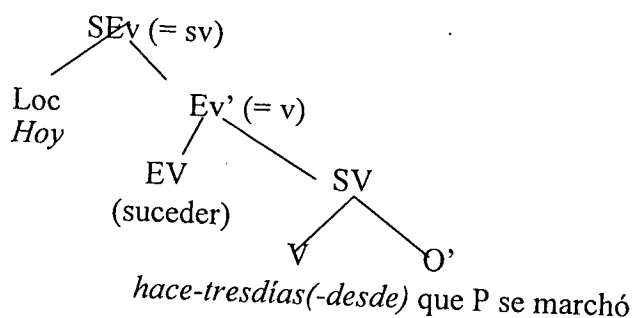 SEv (= sv)
Loc
Hoy
Ev' (= v)
EV
(suceder)
SV
V
O'
hace-tresdías(-desde) que P se marchó